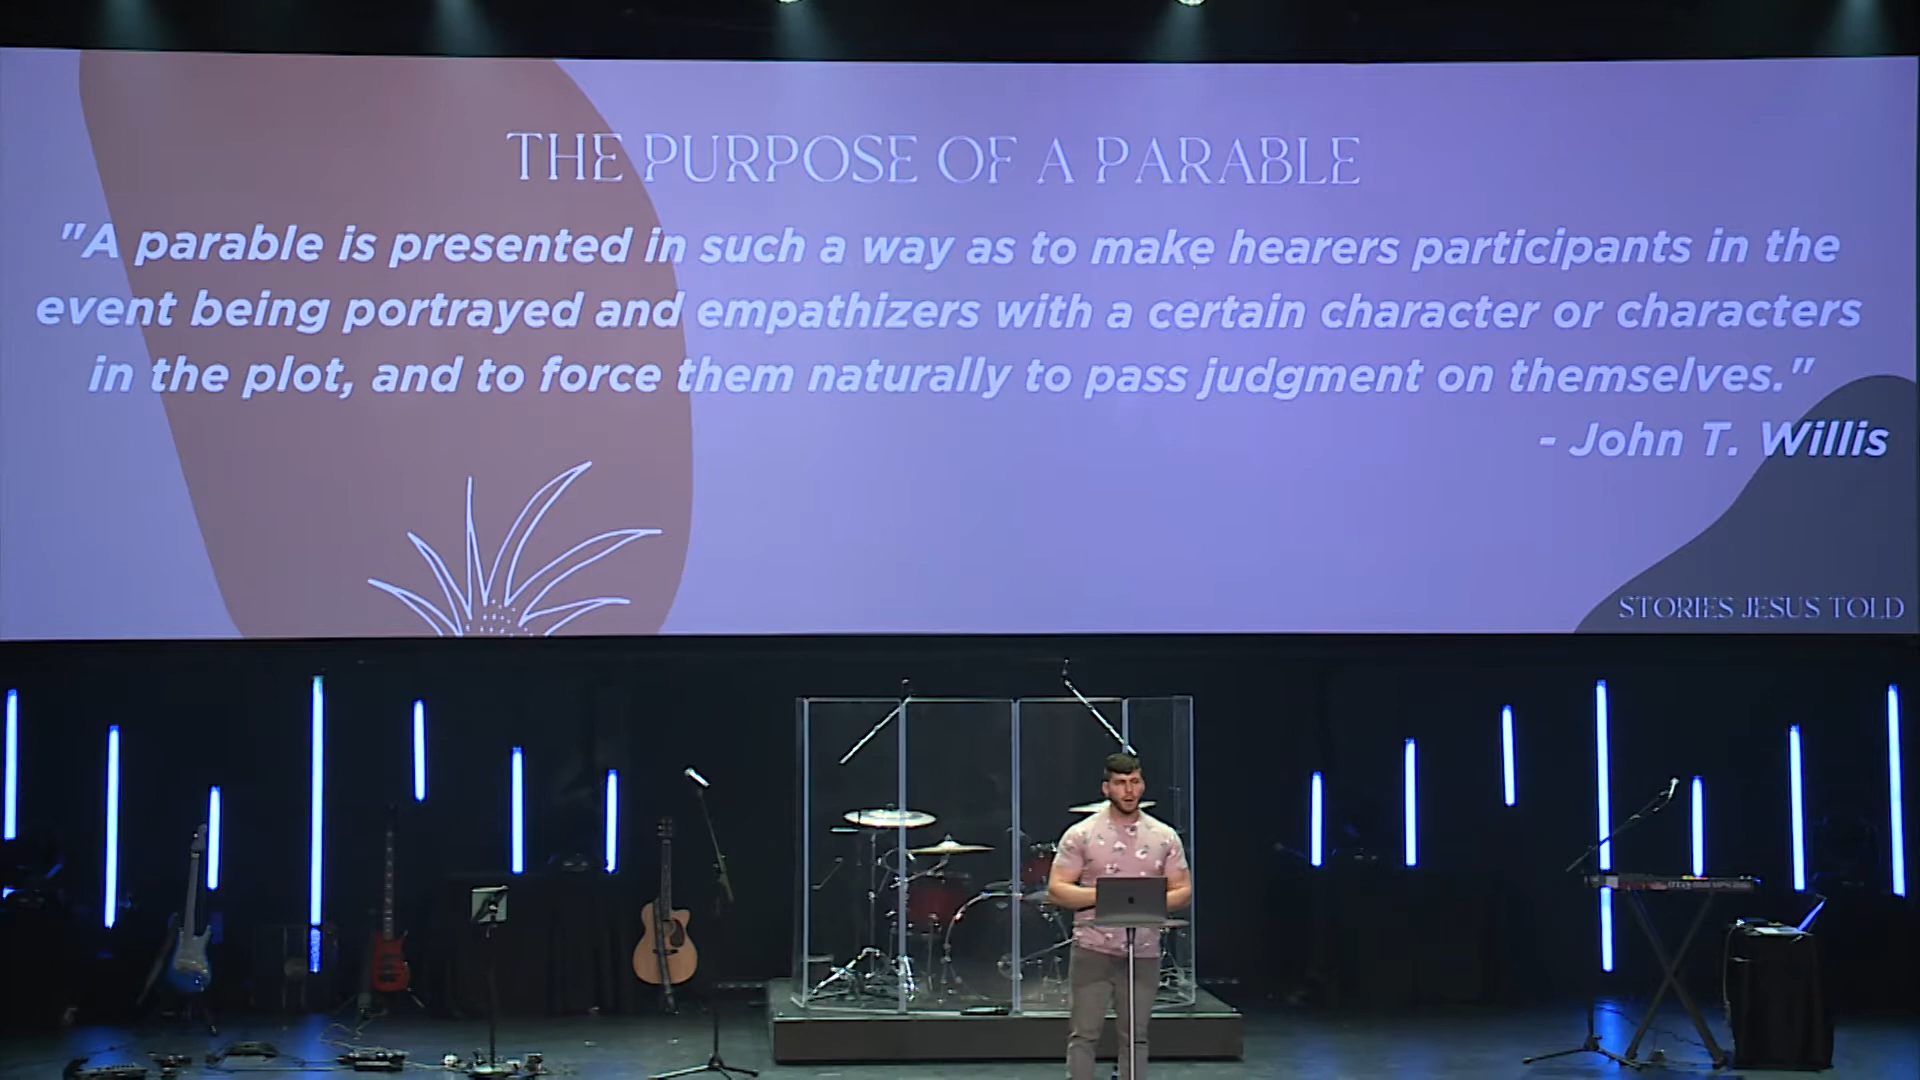 THE PURPOSE OF A PARABLE
"A parable is presented in such a way as to make hearers participants in the
event being portrayed and empathizers with a certain character or characters
in the plot, and to force them naturally to pass judgment on themselves."
- John T. Willis
STORIES JESUS TOLD